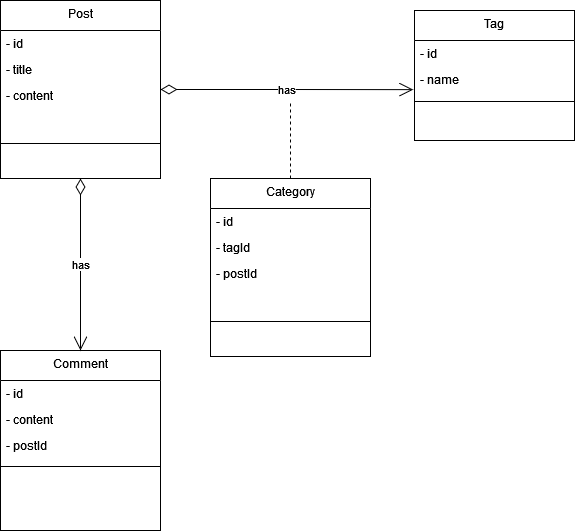 Post
- id
- title
- content
has
Tag
- id
- name
Category
- id
- tagId
- postId
has
Comment
- id
- content
- postId